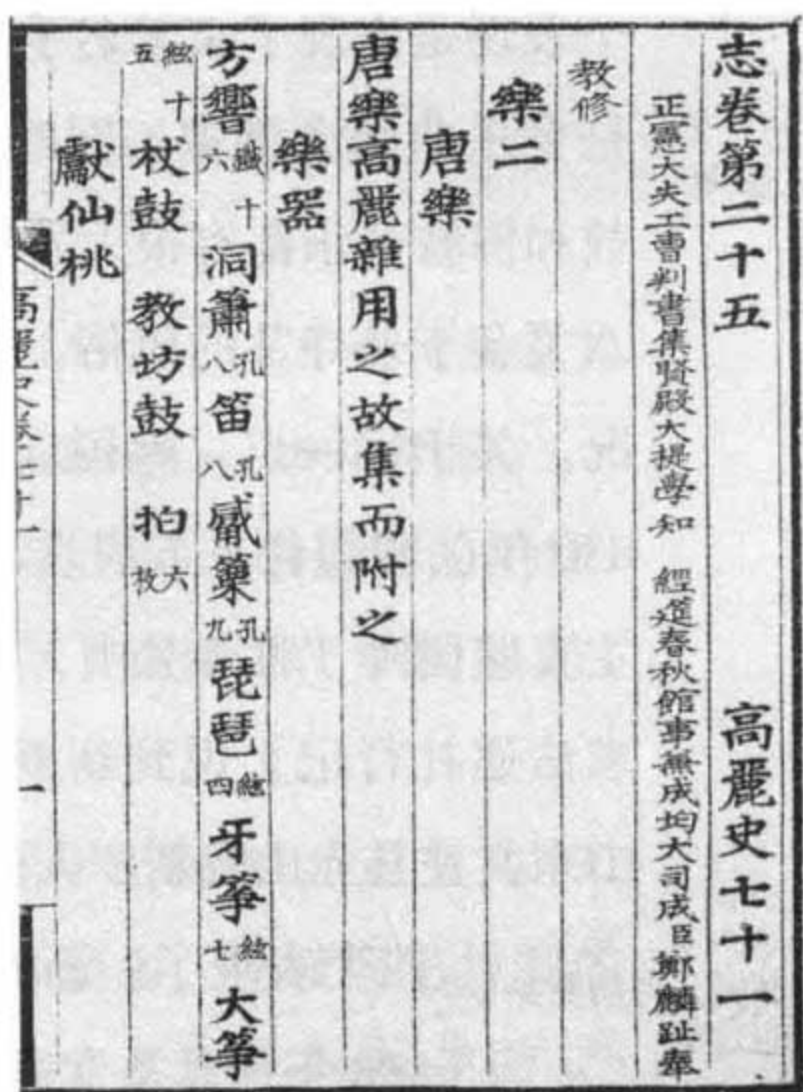 志卷第二十五 高麗史七十一
正憲大夫工曹判書集賢殿大提學知 經筵春秋館事兼成均大司成臣鄭麟趾奉
教修
樂二
唐樂
唐樂高麗雜用之故集而附之
樂器
方響鐵十六 洞簫孔八 笛孔八 觱篥孔九 琵琶絃四 牙箏絃七 大箏
絃十五 杖鼓 教坊鼓 拍六枚
獻仙桃
高麗史卷七十一
一